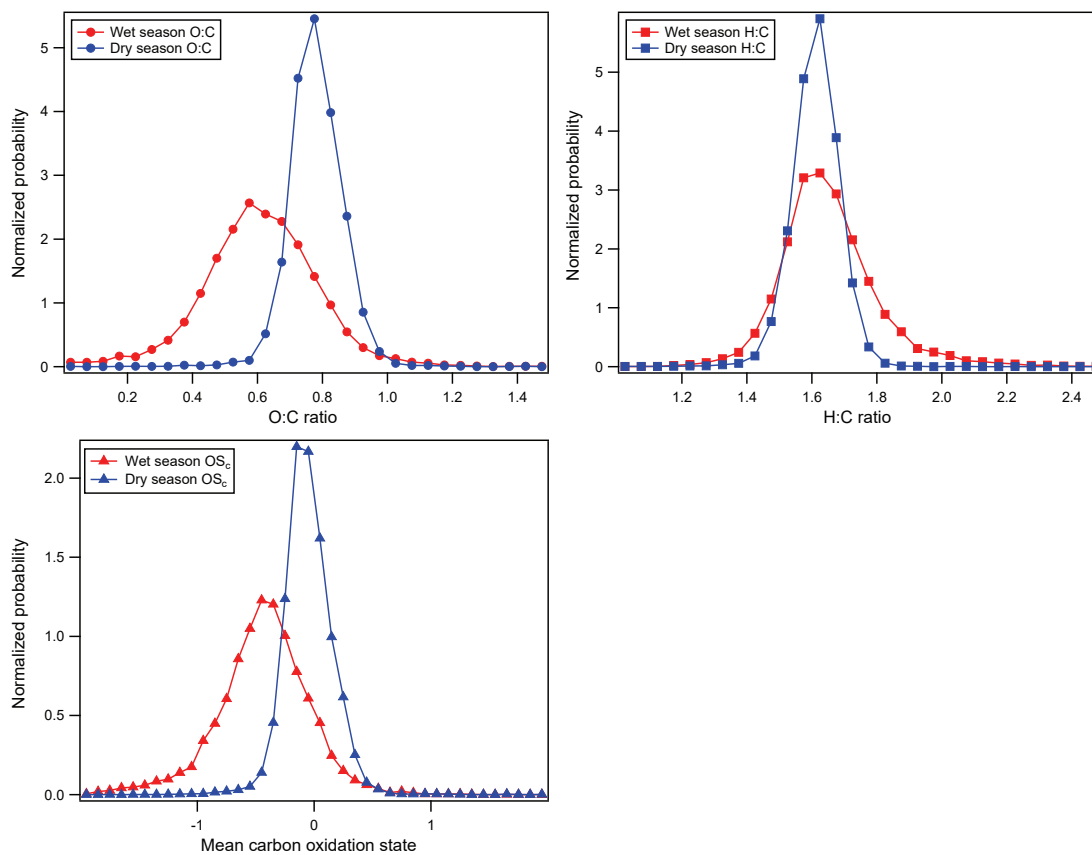 Wet season O:C
Dry season O:C
Normalized probability
5
4
3
2
1
0
0.2 0.4 0.6 0.8 1.0 1.2 1.4
O:C ratio
Wet season H:C
Dry season H:C
Normalized probability
5
4
3
2
1
0
1.2 1.4 1.6 1.8 2.0 2.2 2.4
H:C ratio
Wet season OSc
Dry season OSc
Normalized probability
2.0
1.5
1.0
0.5
0.0
-1 0 1
Mean carbon oxidation state